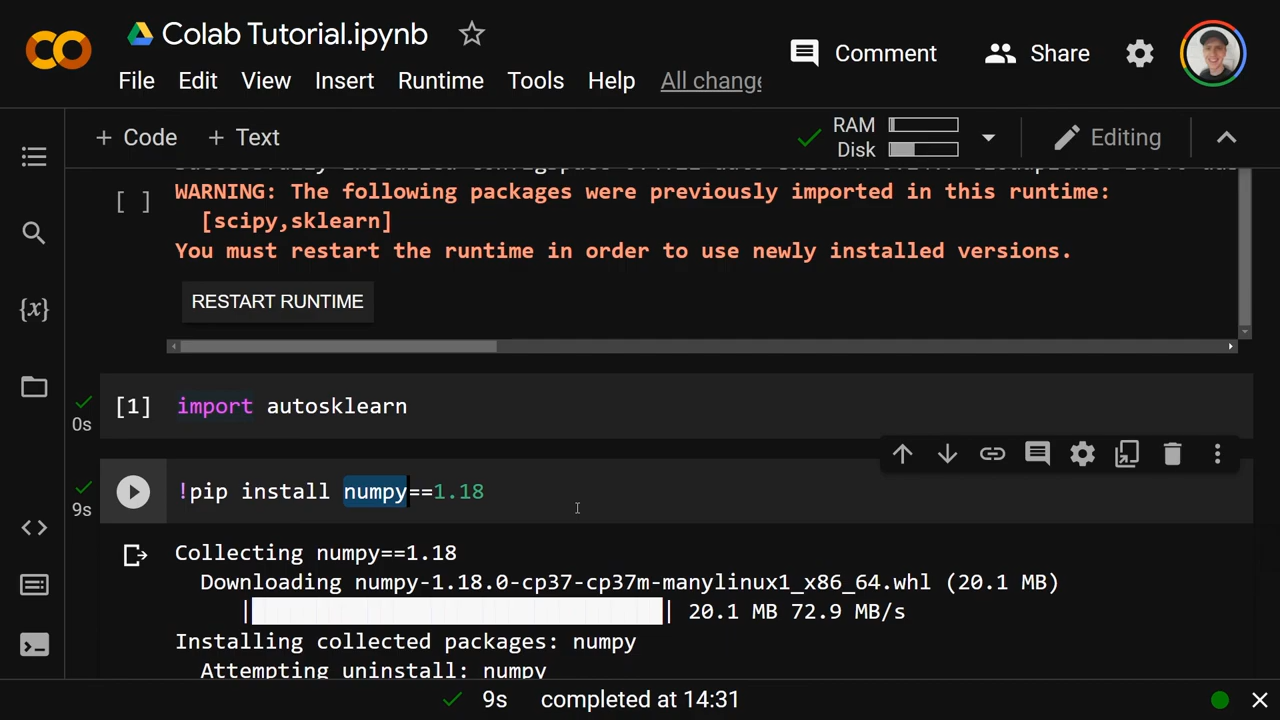 Colab Tutorial.ipynb
Comment
Share
File Edit View Insert Runtime Tools Help All change
+ Code + Text
RAM
Disk
Editing
[ ]
WARNING: The following packages were previously imported in this runtime:
[scipy,sklearn]
You must restart the runtime in order to use newly installed versions.
RESTART RUNTIME
{x}
[1] import autosklearn
0s
!pip install numpy==1.18
9s
Collecting numpy==1.18
Downloading numpy-1.18.0-cp37-cp37m-manylinux1_x86_64.whl (20.1 MB)
| | 20.1 MB 72.9 MB/s
Installing collected packages: numpy
Attempting uninstall: numpy
9s completed at 14:31